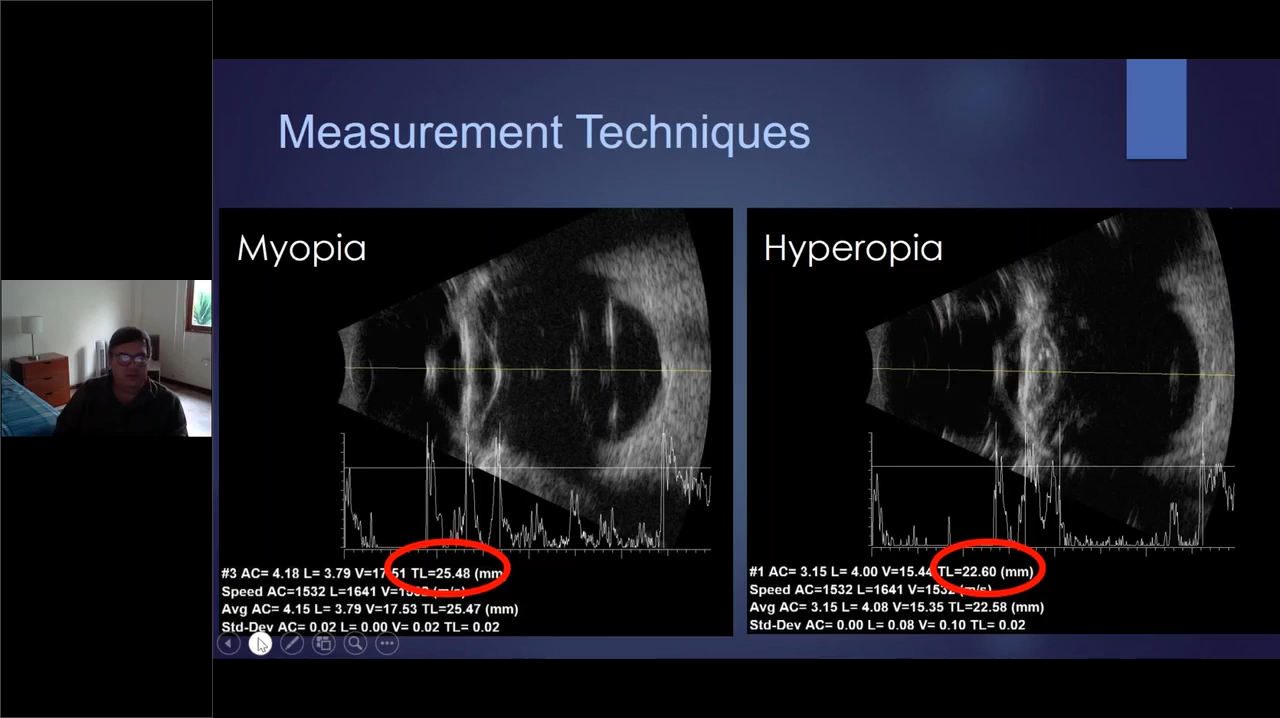 Measurement Techniques
Myopia
#3 AC= 4.18 L= 3.79 V=17.51 TL=25.48 (mm)
Speed AC=1532 L=1641 V=1532 (m/s)
Avg AC= 4.15 L= 3.79 V=17.53 TL=25.47 (mm)
Std-Dev AC= 0.02 L= 0.00 V= 0.02 TL= 0.02
Hyperopia
#1 AC= 3.15 L= 4.00 V=15.44 TL=22.60 (mm)
Speed AC=1532 L=1641 V=1532 (m/s)
Avg AC= 3.15 L= 4.08 V=15.35 TL=22.58 (mm)
Std-Dev AC= 0.00 L= 0.08 V= 0.10 TL= 0.02